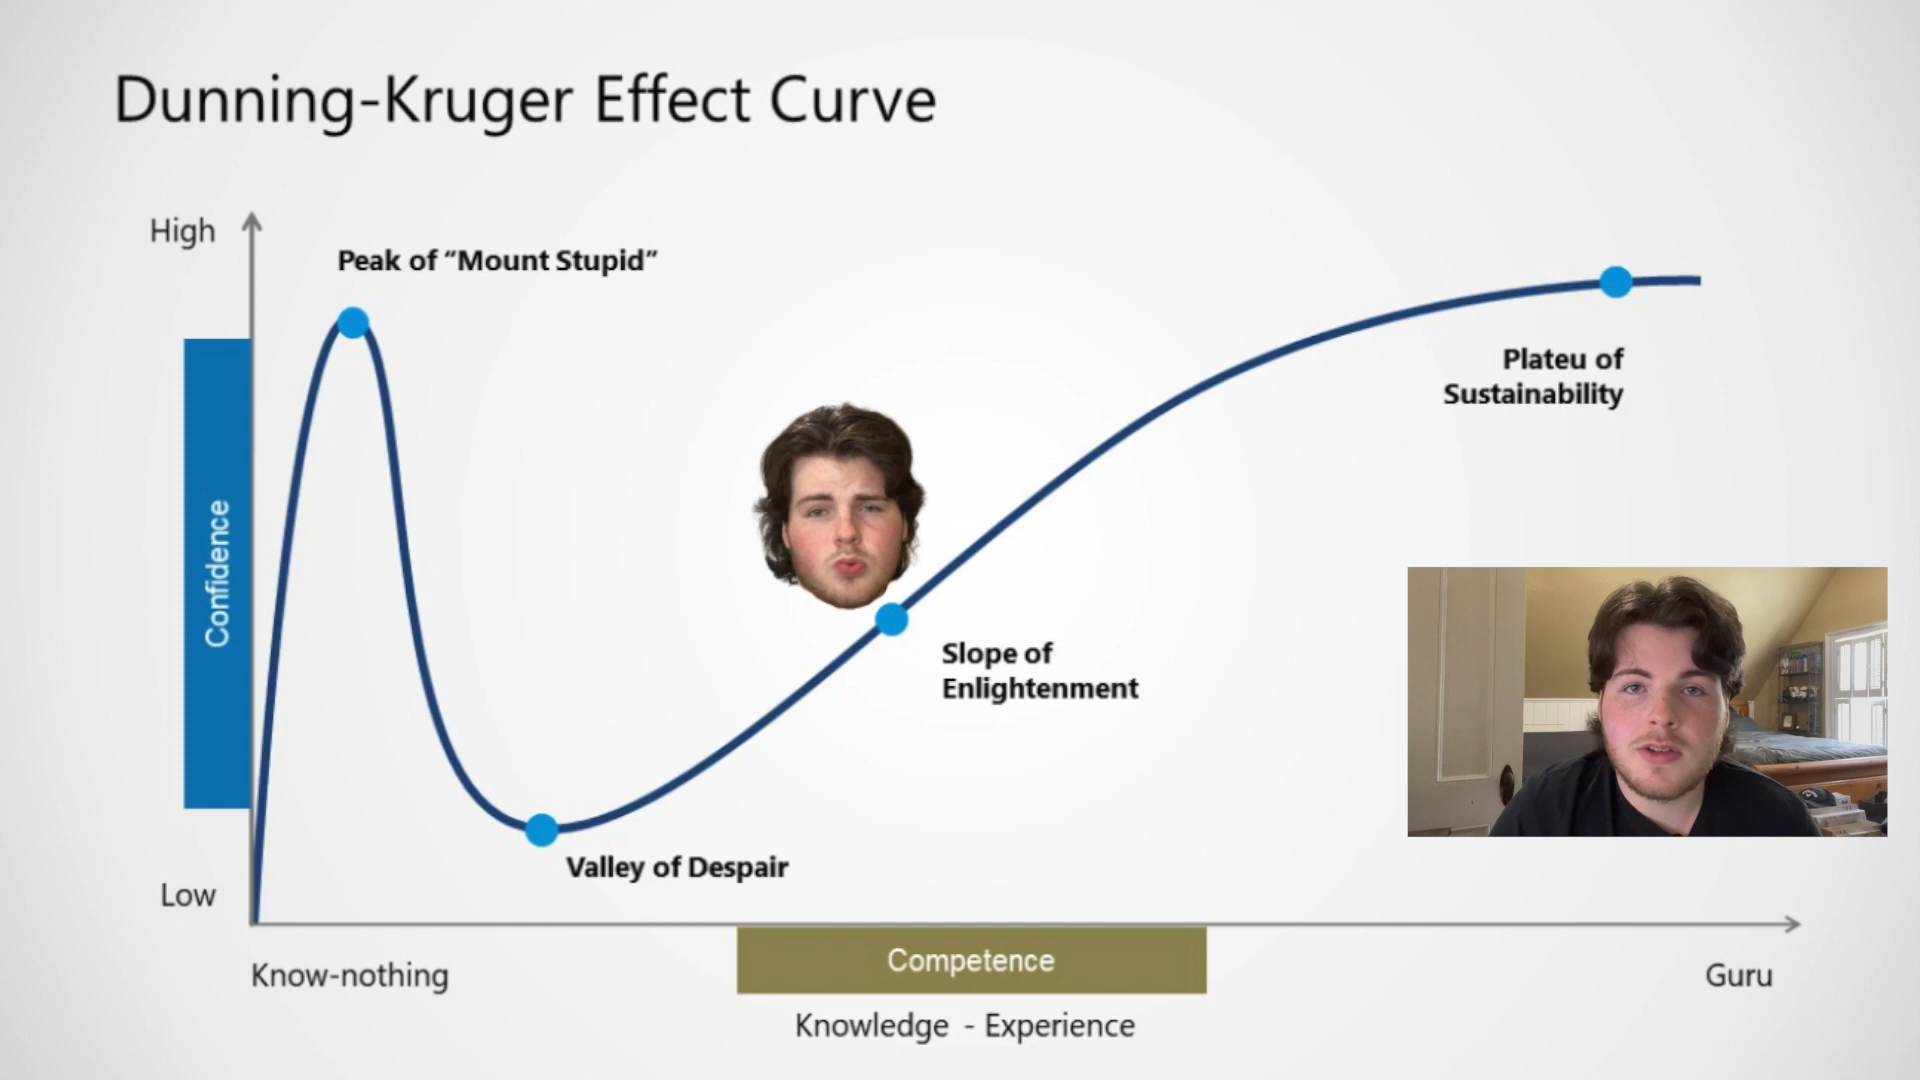 Dunning-Kruger Effect Curve
High
Peak of “Mount Stupid”
Plateu of
Sustainability
Confidence
Slope of
Enlightenment
Valley of Despair
Low
Know-nothing
Competence
Guru
Knowledge - Experience